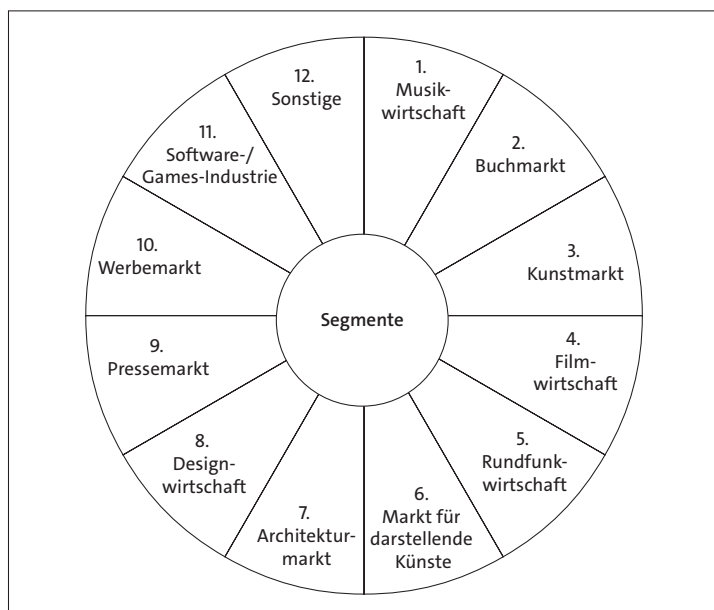 1.
Musik-
wirtschaft
2.
Buchmarkt
3.
Kunstmarkt
4.
Film-
wirtschaft
5.
Rundfunk-
wirtschaft
6.
Markt für
darstellende
Künste
7.
Architektur-
markt
8.
Design-
wirtschaft
9.
Pressemarkt
10.
Werbemarkt
11.
Software-/
Games-Industrie
12.
Sonstige
Segmente